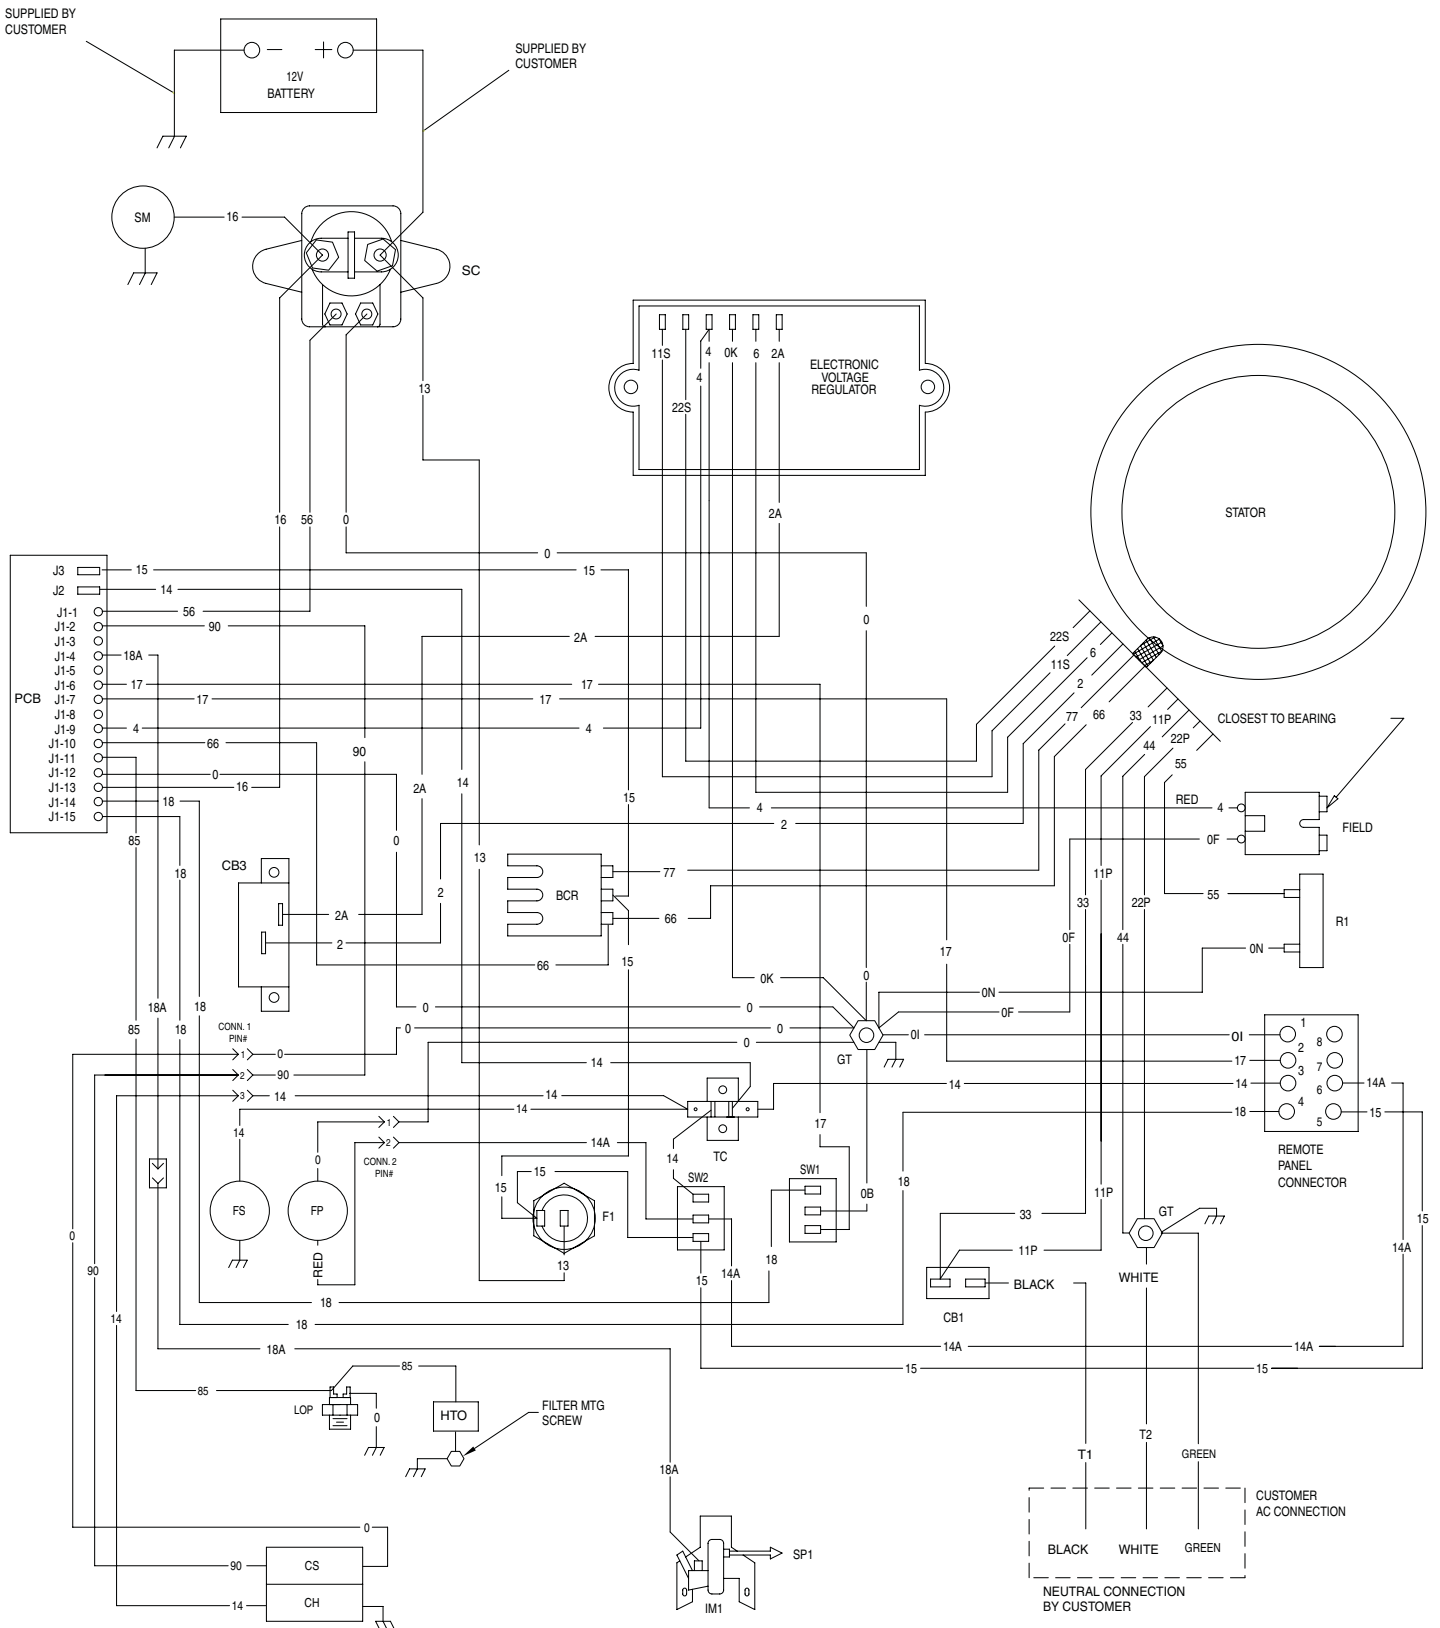 SUPPLIED BY
CUSTOMER
12V
BATTERY
SUPPLIED BY
CUSTOMER
SM
16
SC
13
11S
22S
4
4
0K
6
2A
ELECTRONIC
VOLTAGE
REGULATOR
2A
STATOR
16
56
0
0
PCB
J3
15
15
J2
14
J1-1
56
J1-2
90
J1-3
J1-4
18A
J1-5
J1-6
17
17
J1-7
17
17
J1-8
J1-9
4
4
J1-10
66
J1-11
J1-12
0
J1-13
16
J1-14
18
J1-15
0
2A
22S
11S
6
2
77
66
33
11P
44
22P
55
CLOSEST TO BEARING
90
2A
14
15
RED
4
4
0F
FIELD
2
85
18
0
13
CB3
2A
2
2
BCR
77
66
66
15
11P
33
22P
0F
44
55
R1
0N
17
0
0K
0N
0F
18A
85
18
18
0
0
0
0
0
CONN. 1
PIN#
1
0
2
90
3
14
14
14
14
GT
0I
0I
17
14
14
18
1
2
3
4
8
7
6
5
14A
15
REMOTE
PANEL
CONNECTOR
14
0
1
2
CONN. 2
PIN#
14A
TC
14
17
FS
FP
RED
15
15
F1
13
SW2
SW1
0B
18
18
15
14A
11P
33
11P
GT
WHITE
BLACK
CB1
15
14A
0
90
14
18
18
18A
14A
14A
15
15
85
85
LOP
0
HTO
FILTER MTG
SCREW
18A
T1
T2
GREEN
CUSTOMER
AC CONNECTION
BLACK
WHITE
GREEN
NEUTRAL CONNECTION
BY CUSTOMER
0
90
CS
14
CH
0
0
SP1
IM1